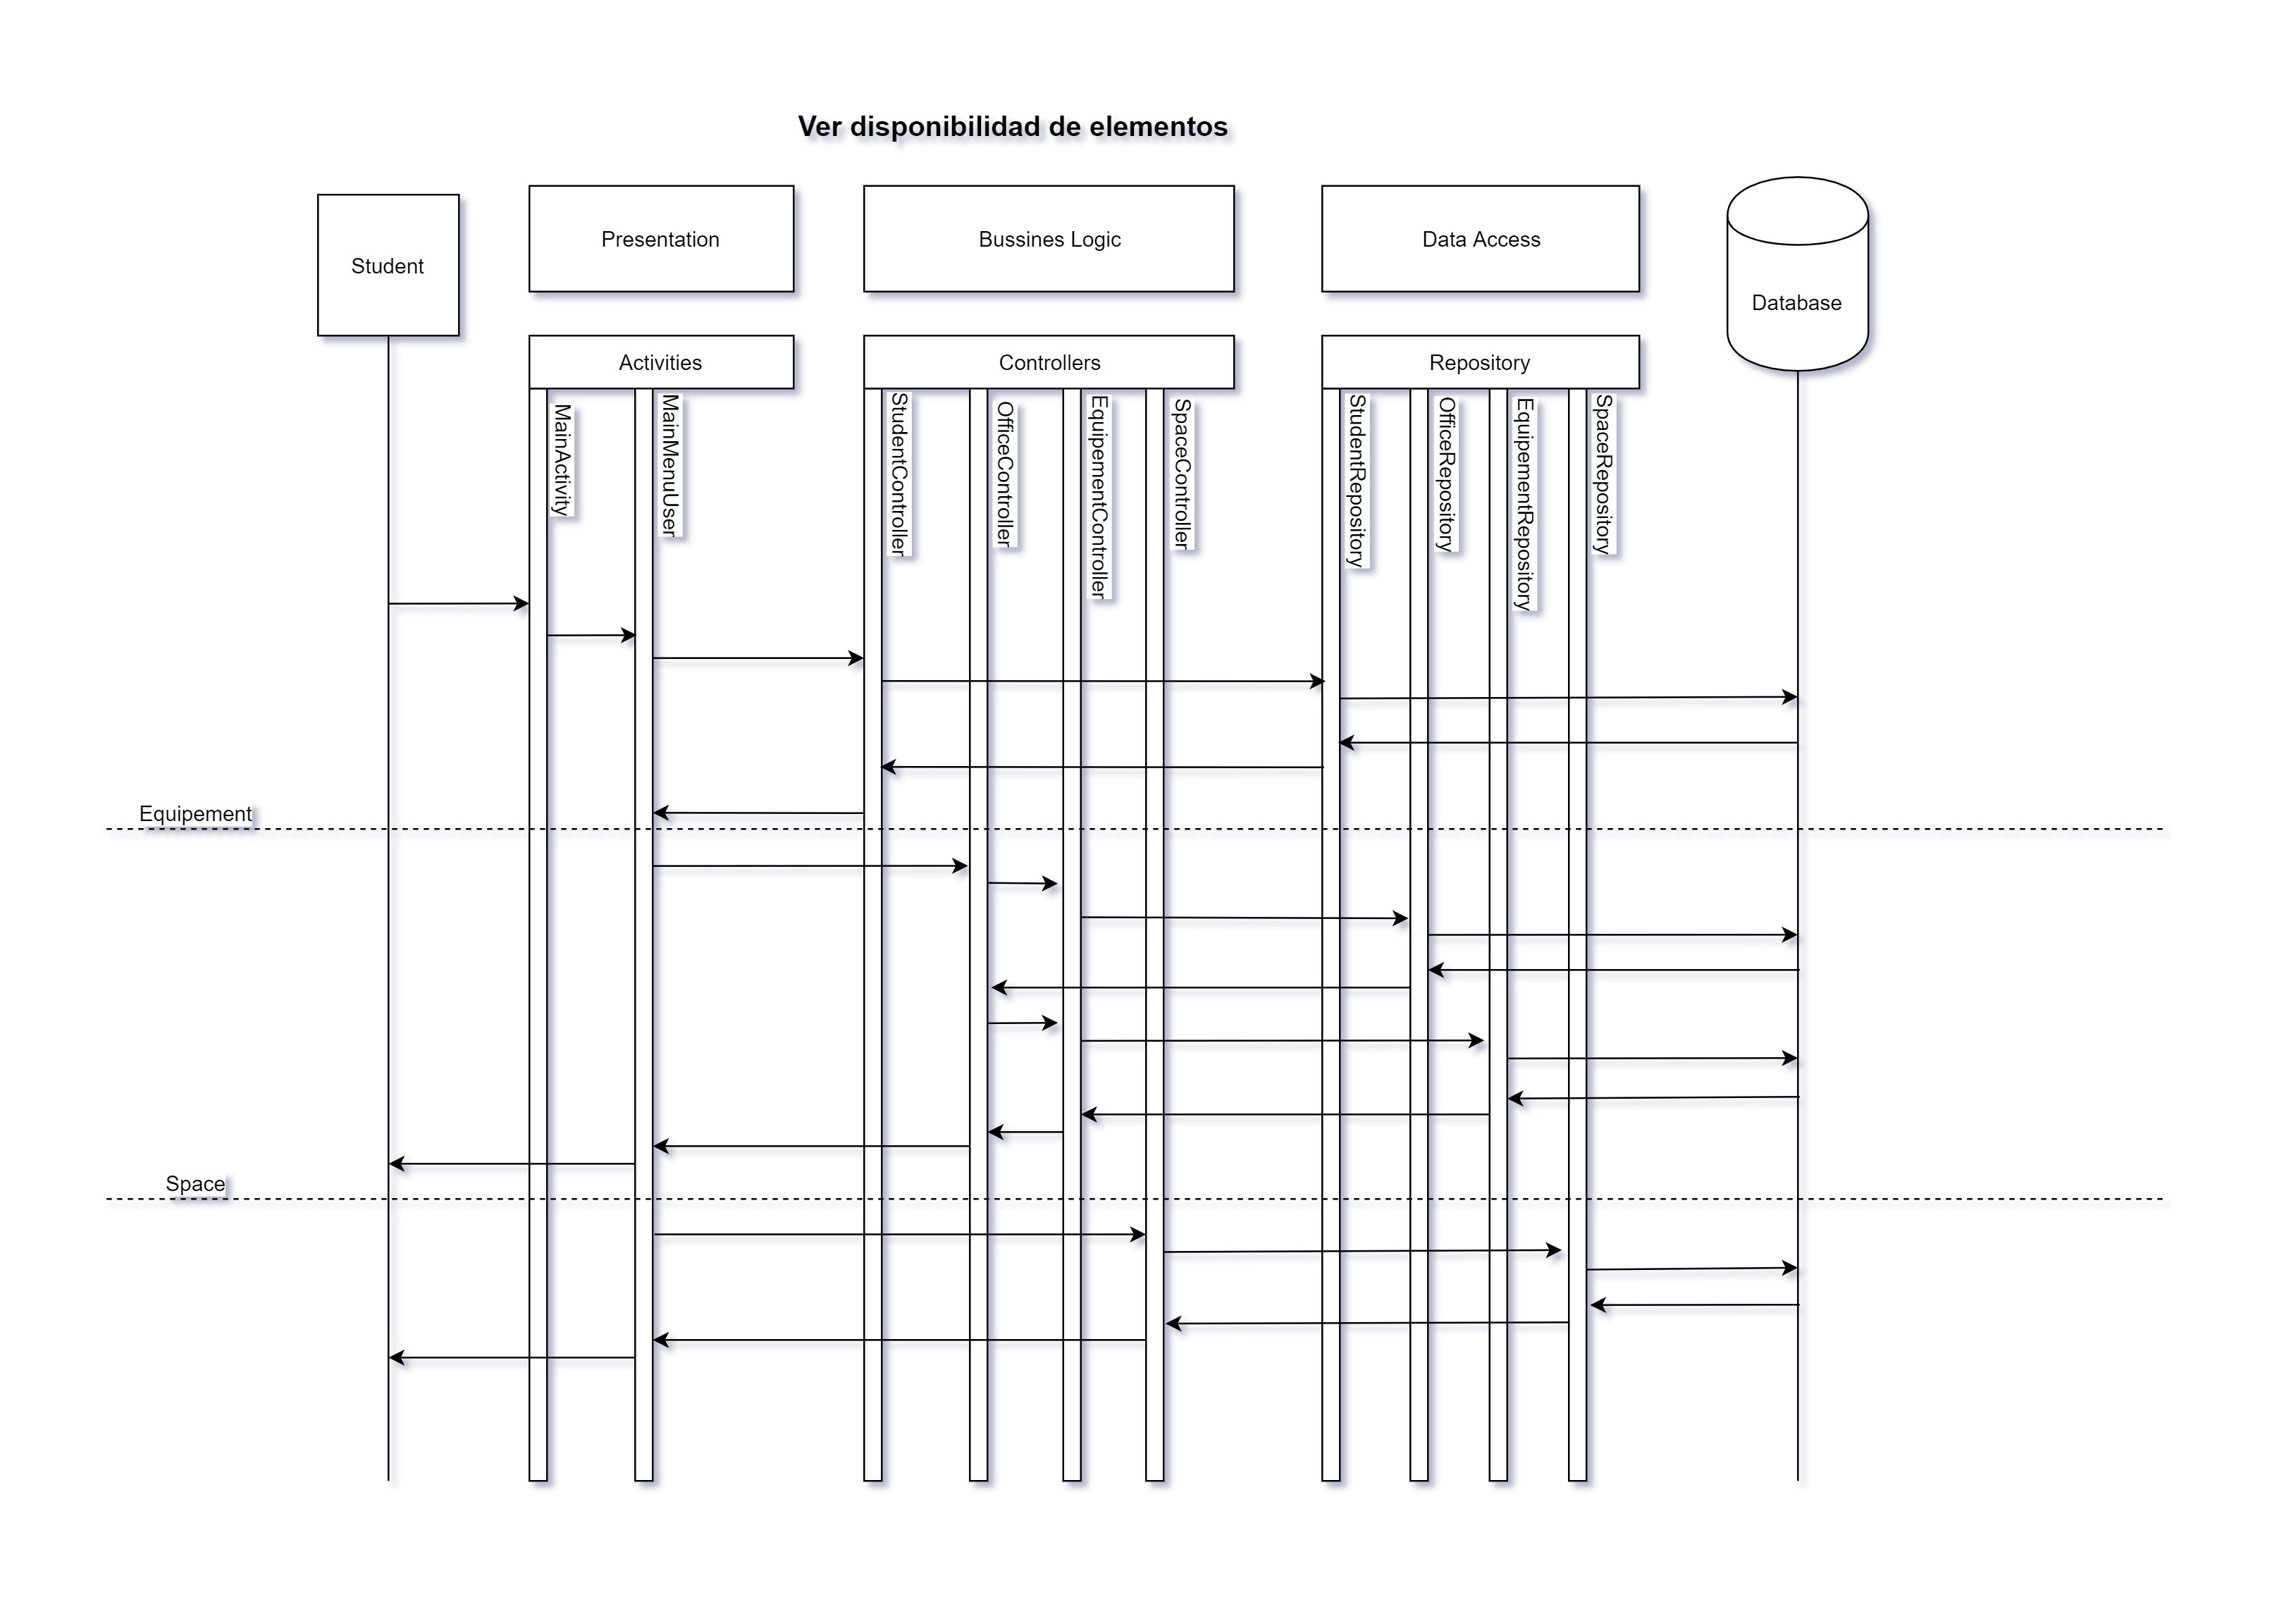 Ver disponibilidad de elementos
Student
Presentation
Bussines Logic
Data Access
Database
Activities
Controllers
Repository
MainActivity
MainMenuUser
StudentController
OfficeController
EquipementController
SpaceController
StudentRepository
OfficeRepository
EquipementRepository
SpaceRepository
Equipement
Space